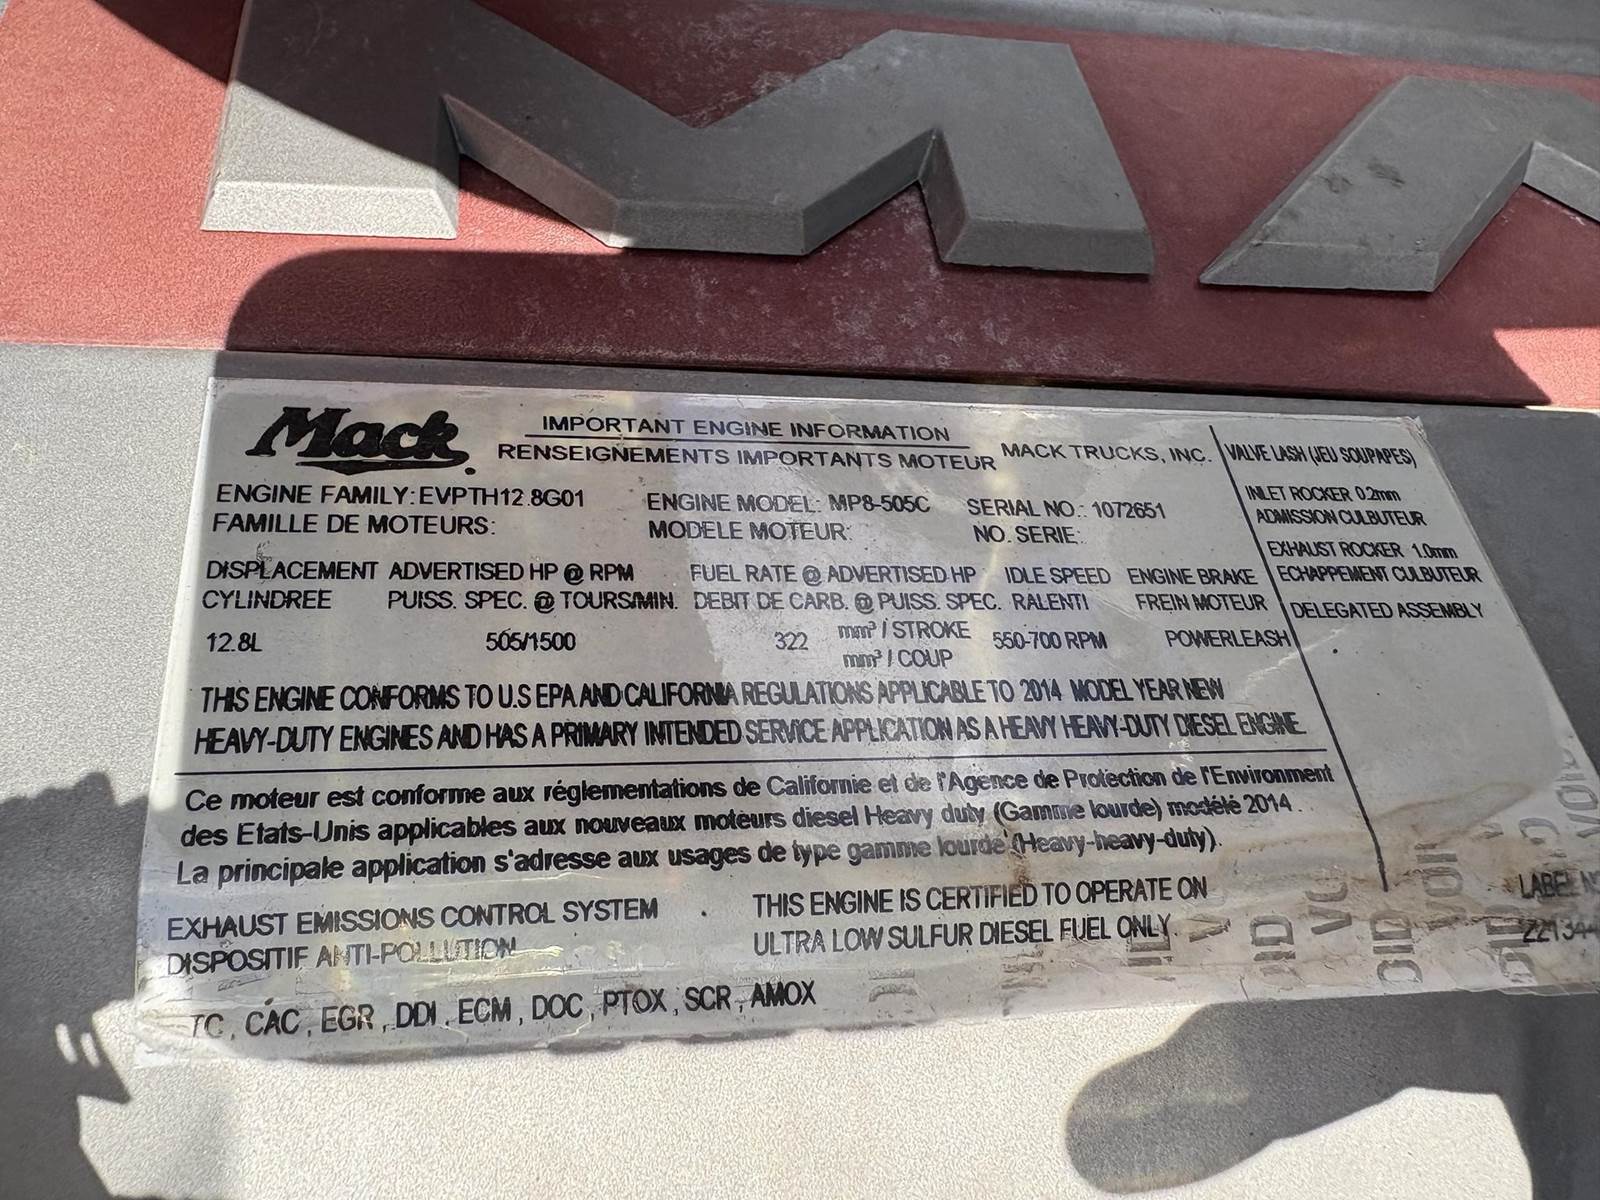 MA
Mack
IMPORTANT ENGINE INFORMATION
RENSEIGNEMENTS IMPORTANTS MOTEUR
MACK TRUCKS, INC.
ENGINE FAMILY: EVPTH12.8G01
FAMILLE DE MOTEURS:
ENGINE MODEL: MP8-505C
MODELE MOTEUR:
SERIAL NO.: 1072651
NO. SERIE:
DISPLACEMENT
CYLINDREE
12.8L
ADVERTISED HP @ RPM
PUISS. SPEC. @ TOURS/MIN.
505/1500
FUEL RATE @ ADVERTISED HP
DEBIT DE CARB. @ PUISS. SPEC.
322 mm³ / STROKE
mm³ / COUP
IDLE SPEED
RALENTI
550-700 RPM
ENGINE BRAKE
FREIN MOTEUR
POWERLEASH
THIS ENGINE CONFORMS TO U.S EPA AND CALIFORNIA REGULATIONS APPLICABLE TO 2014 MODEL YEAR NEW
HEAVY-DUTY ENGINES AND HAS A PRIMARY INTENDED SERVICE APPLICATION AS A HEAVY HEAVY-DUTY DIESEL ENGINE.
Ce moteur est conforme aux réglementations de Californie et de l'Agence de Protection de l'Environment
des Etats-Unis applicables aux nouveaux moteurs diesel Heavy duty (Gamme lourde) modélé 2014.
La principale application s'adresse aux usages de type gamme lourde (Heavy-heavy-duty).
EXHAUST EMISSIONS CONTROL SYSTEM
DISPOSITIF ANTI-POLLUTION
TC, CAC, EGR, DDI, ECM, DOC, PTOX, SCR, AMOX
THIS ENGINE IS CERTIFIED TO OPERATE ON
ULTRA LOW SULFUR DIESEL FUEL ONLY.
VALVE LASH (JEU SOUPAPES)
INLET ROCKER 0.2mm
ADMISSION CULBUTEUR
EXHAUST ROCKER 1.0mm
ECHAPPEMENT CULBUTEUR
DELEGATED ASSEMBLY
LABEL